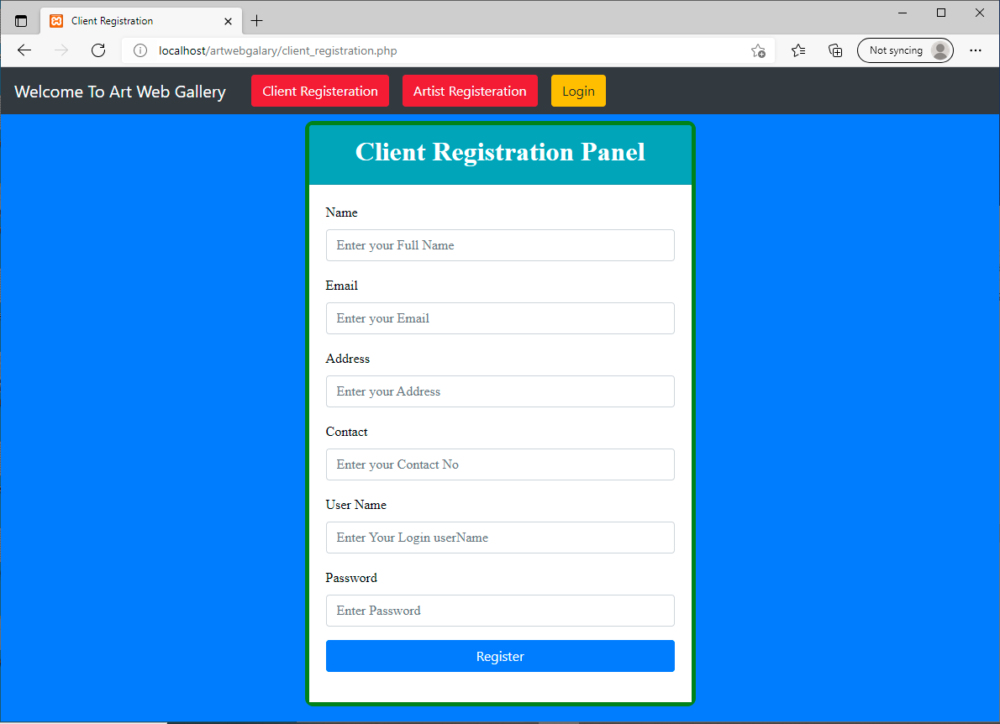 Client Registration
localhost/artwebgalary/client_registration.php
Not syncing
Welcome To Art Web Gallery
Client Registeration
Artist Registeration
Login
Client Registration Panel
Name
Enter your Full Name
Email
Enter your Email
Address
Enter your Address
Contact
Enter your Contact No
User Name
Enter Your Login userName
Password
Enter Password
Register